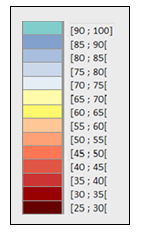 [90 ; 100]
[85 ; 90[
[80 ; 85[
[75 ; 80[
[70 ; 75[
[65 ; 70[
[60 ; 65[
[55 ; 60[
[50 ; 55[
[45 ; 50[
[40 ; 45[
[35 ; 40[
[30 ; 35[
[25 ; 30[